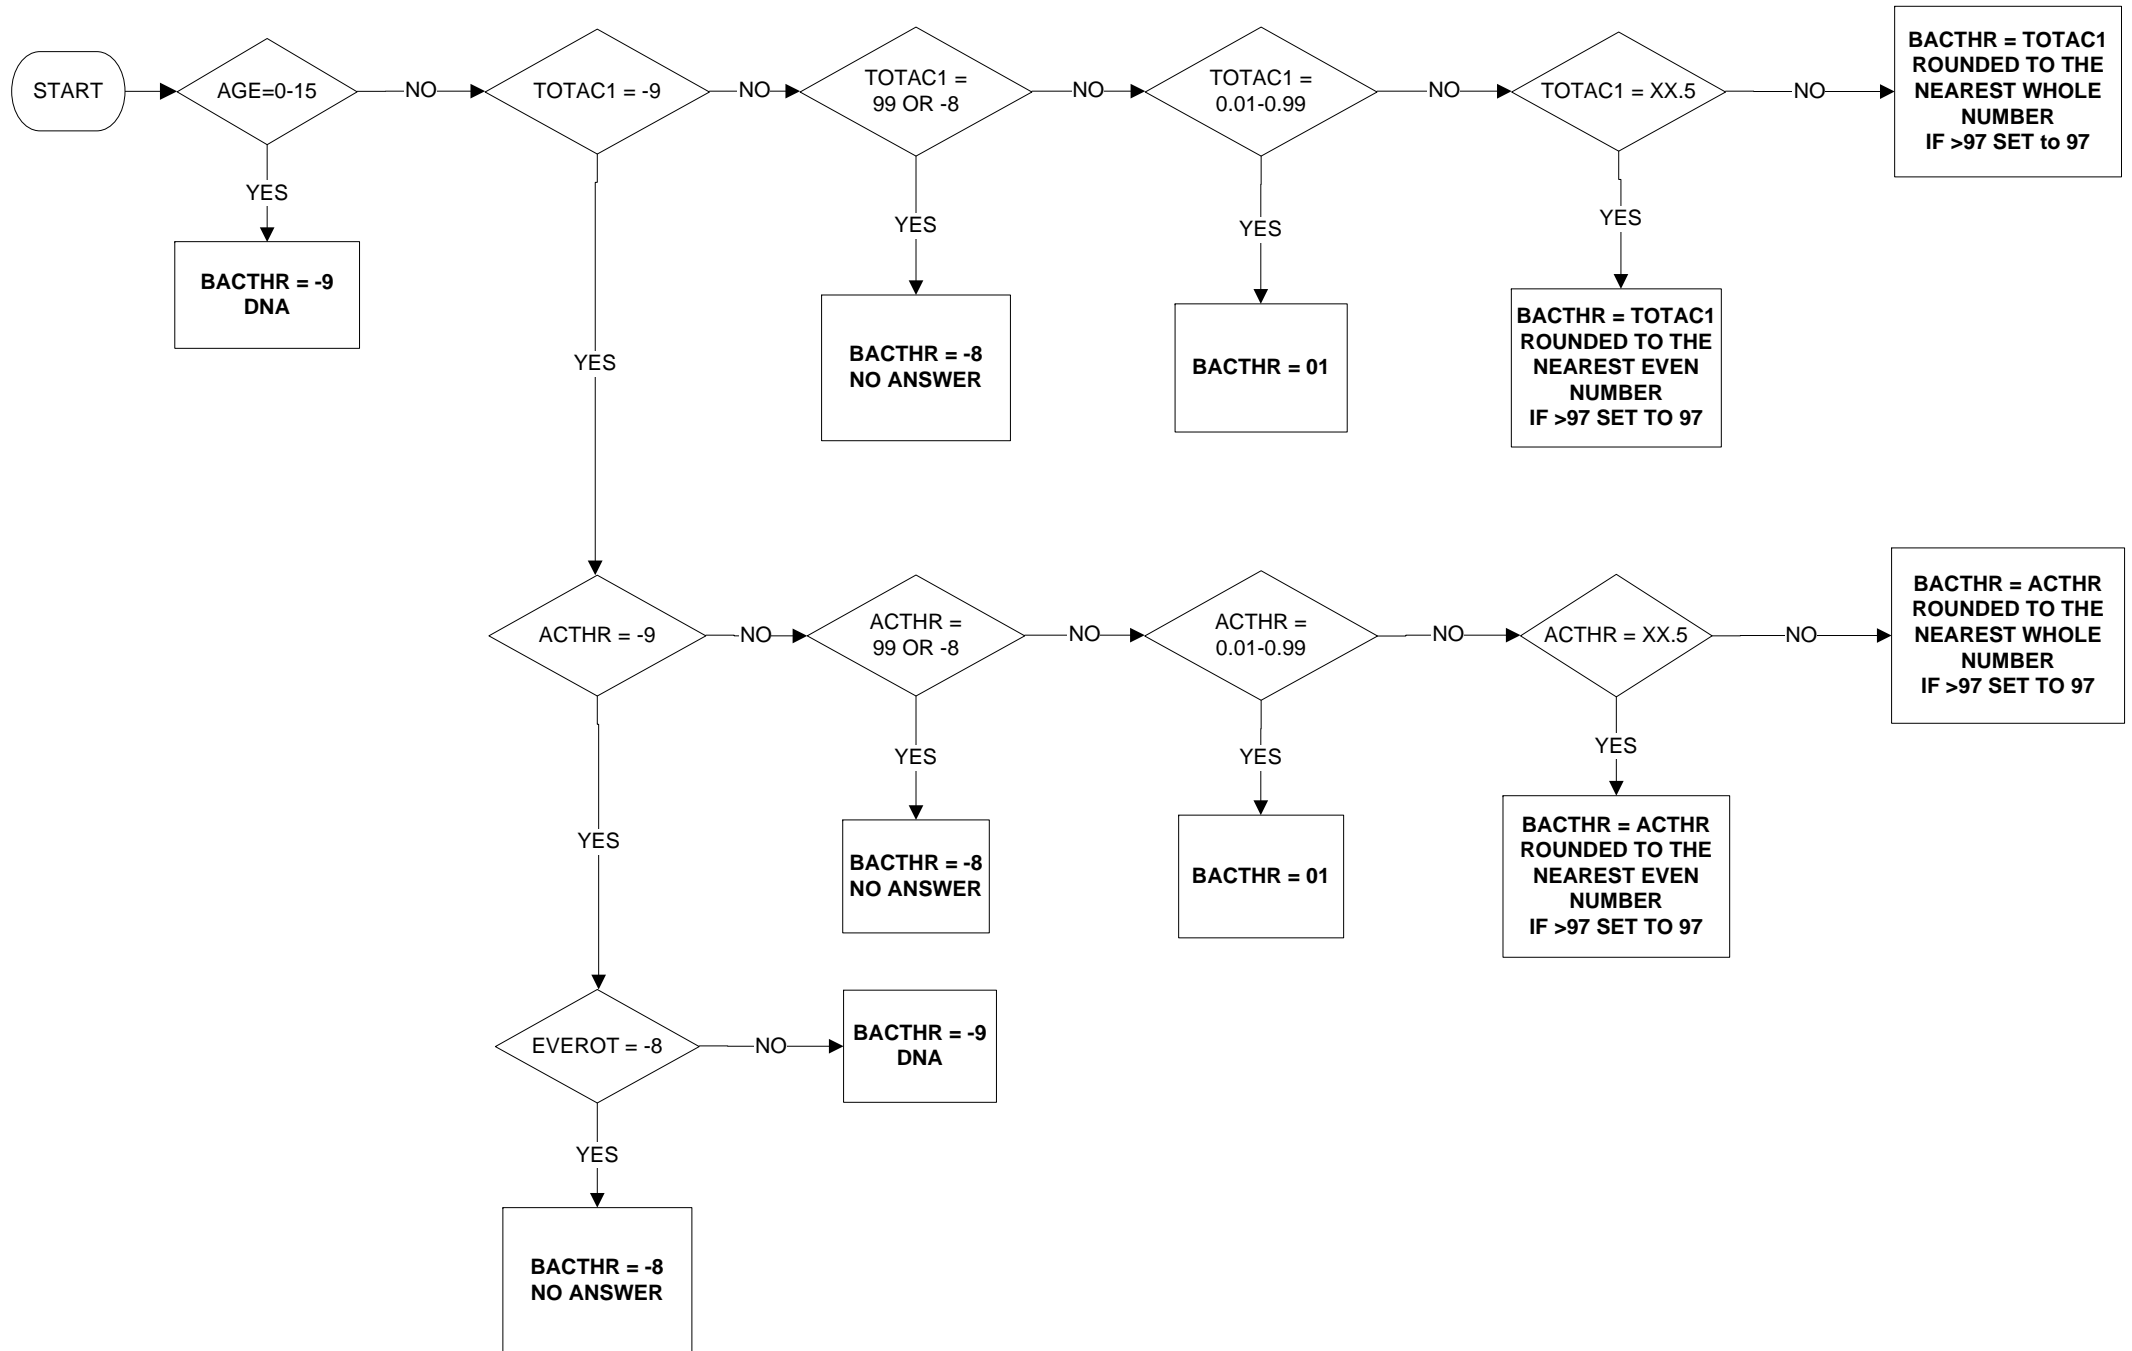 START
AGE=0-15
NO
TOTAC1 = -9
NO
TOTAC1 =
99 OR -8
NO
TOTAC1 =
0.01-0.99
NO
TOTAC1 = XX.5
NO
BACTHR = TOTAC1
ROUNDED TO THE
NEAREST WHOLE
NUMBER
IF >97 SET to 97
YES
BACTHR = -9
DNA
YES
YES
BACTHR = -8
NO ANSWER
YES
BACTHR = 01
YES
BACTHR = TOTAC1
ROUNDED TO THE
NEAREST EVEN
NUMBER
IF >97 SET TO 97
ACTHR = -9
NO
ACTHR =
99 OR -8
NO
ACTHR =
0.01-0.99
NO
ACTHR = XX.5
NO
BACTHR = ACTHR
ROUNDED TO THE
NEAREST WHOLE
NUMBER
IF >97 SET TO 97
YES
YES
BACTHR = -8
NO ANSWER
YES
BACTHR = 01
YES
BACTHR = ACTHR
ROUNDED TO THE
NEAREST EVEN
NUMBER
IF >97 SET TO 97
EVEROT = -8
NO
BACTHR = -9
DNA
YES
BACTHR = -8
NO ANSWER